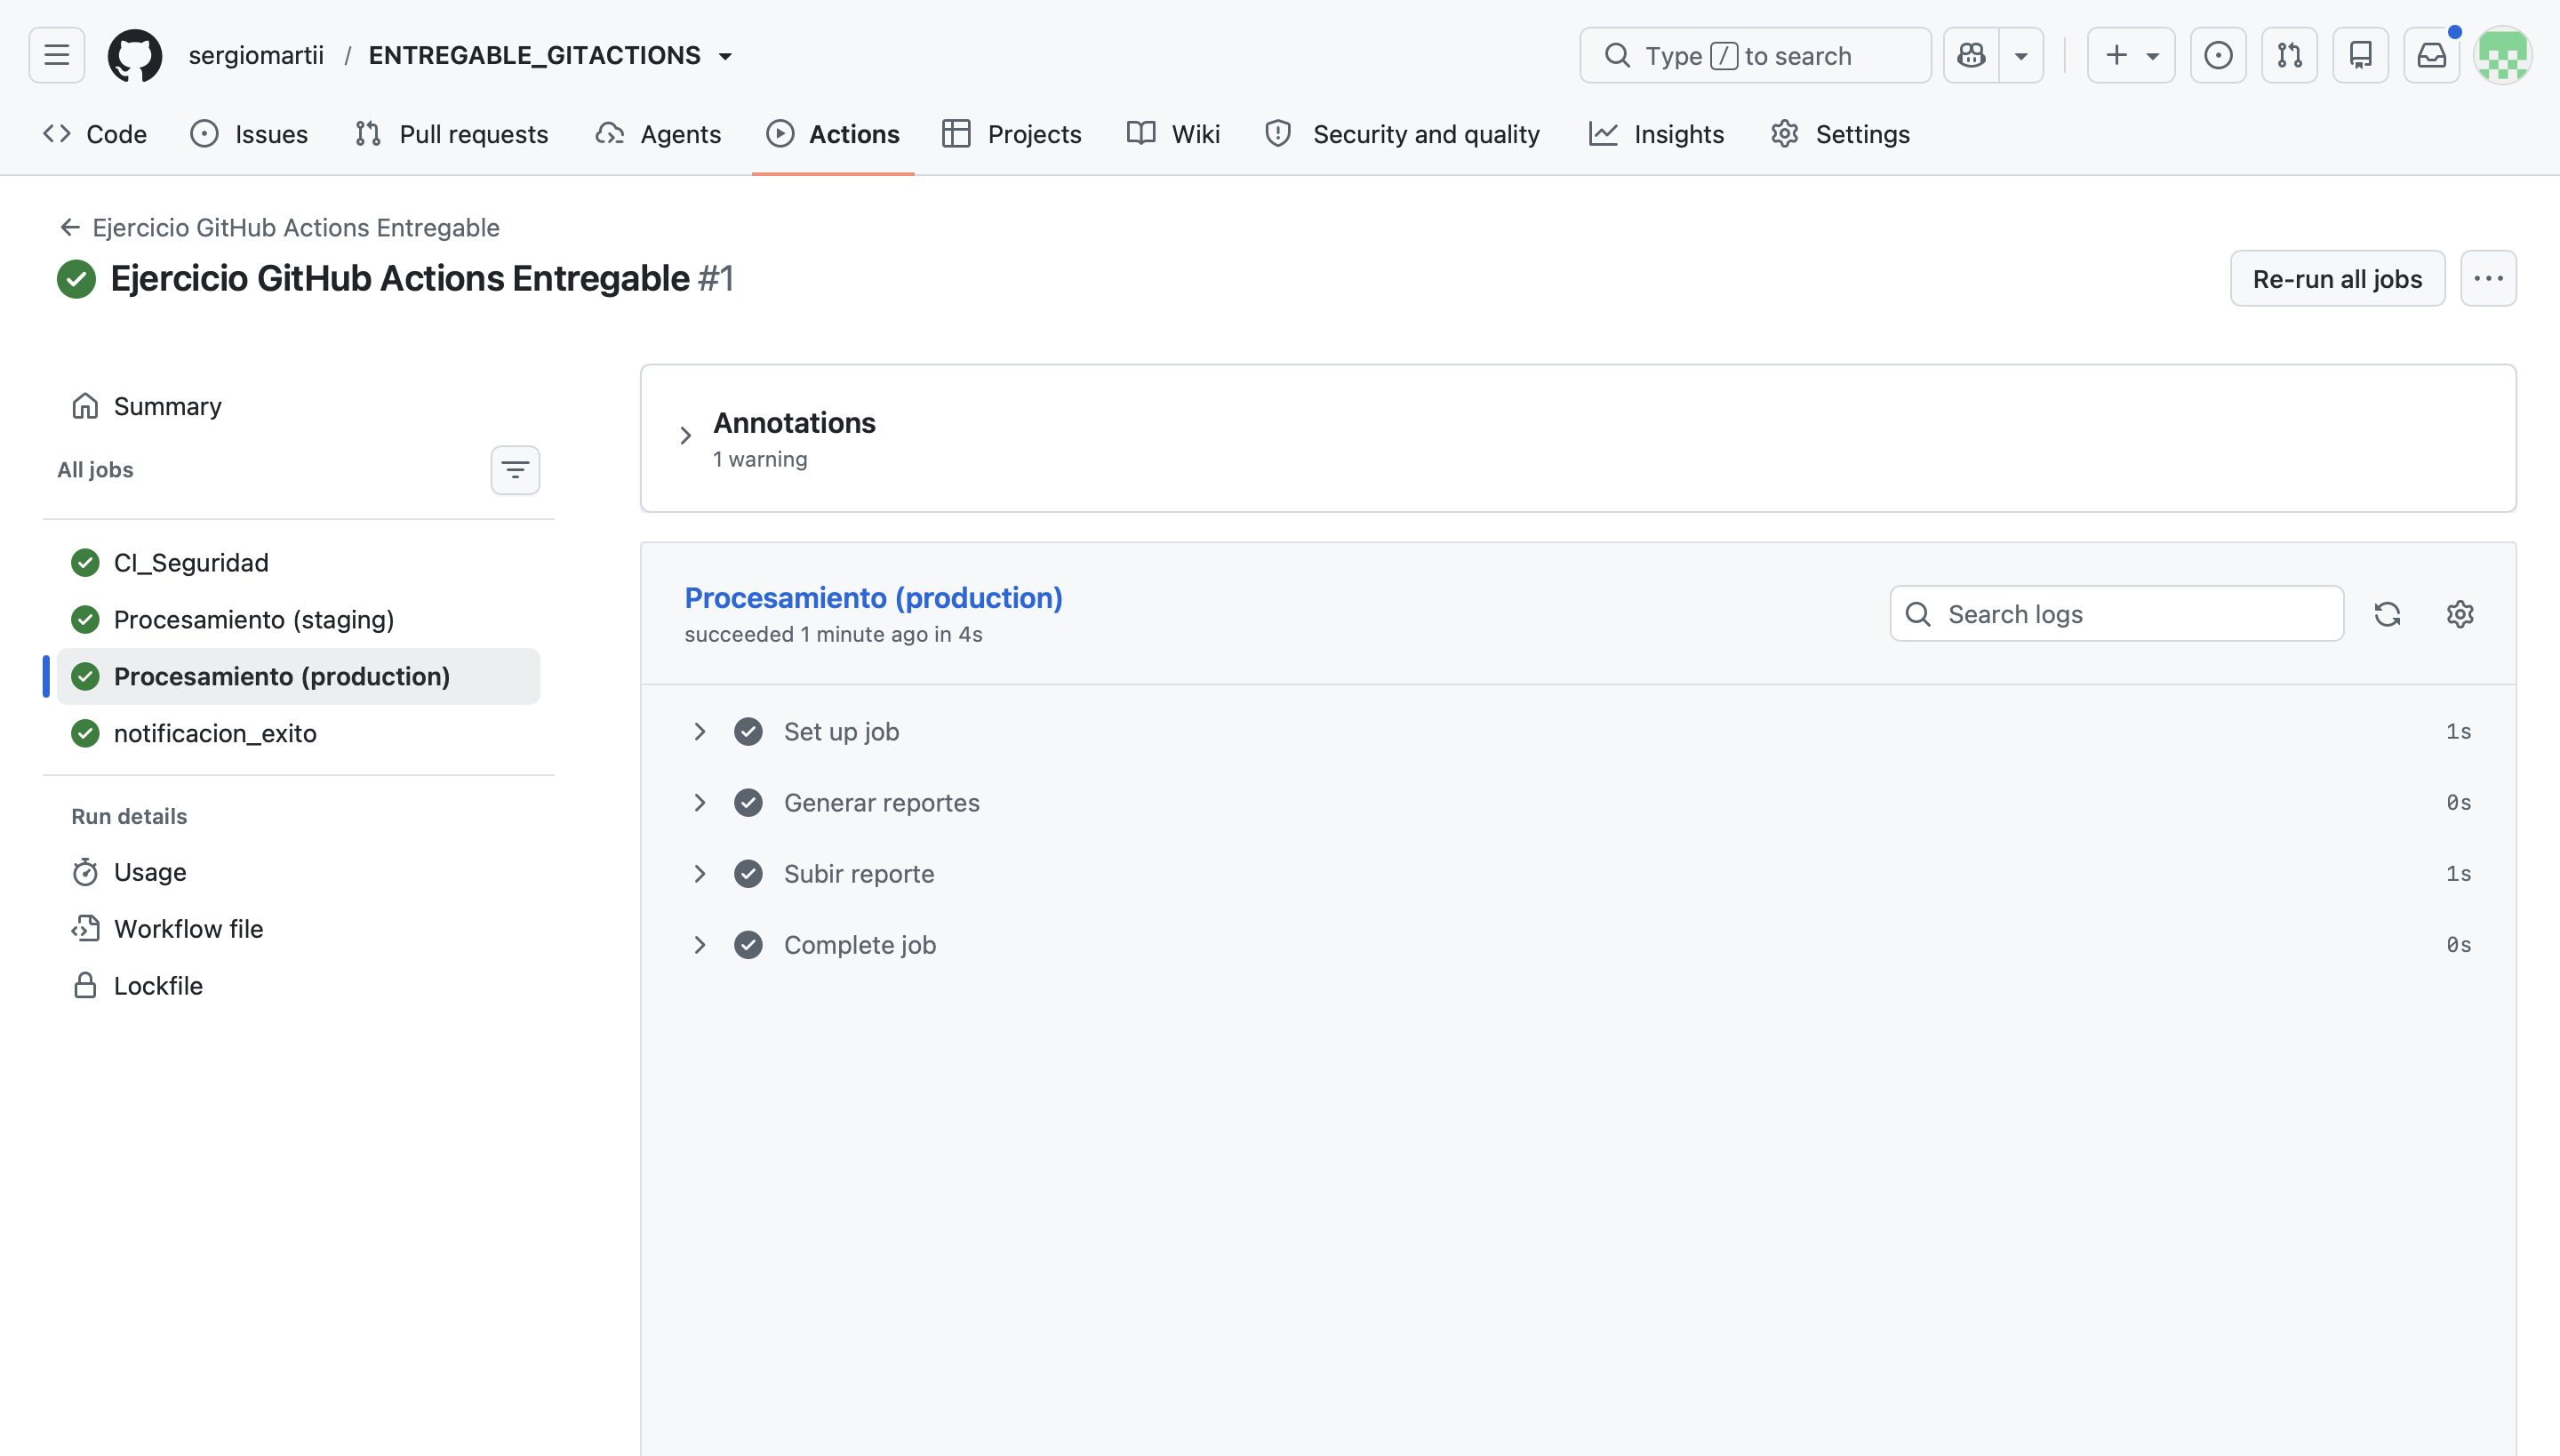 sergiomartii / ENTREGABLE_GITACTIONS
Type / to search
Code Issues Pull requests Agents Actions Projects Wiki Security and quality Insights Settings
Ejercicio GitHub Actions Entregable
Ejercicio GitHub Actions Entregable #1
Re-run all jobs
Summary
All jobs
CI_Seguridad
Procesamiento (staging)
Procesamiento (production)
notificacion_exito
Run details
Usage
Workflow file
Lockfile
Annotations
1 warning
Procesamiento (production)
succeeded 1 minute ago in 4s
Search logs
Set up job 1s
Generar reportes 0s
Subir reporte 1s
Complete job 0s